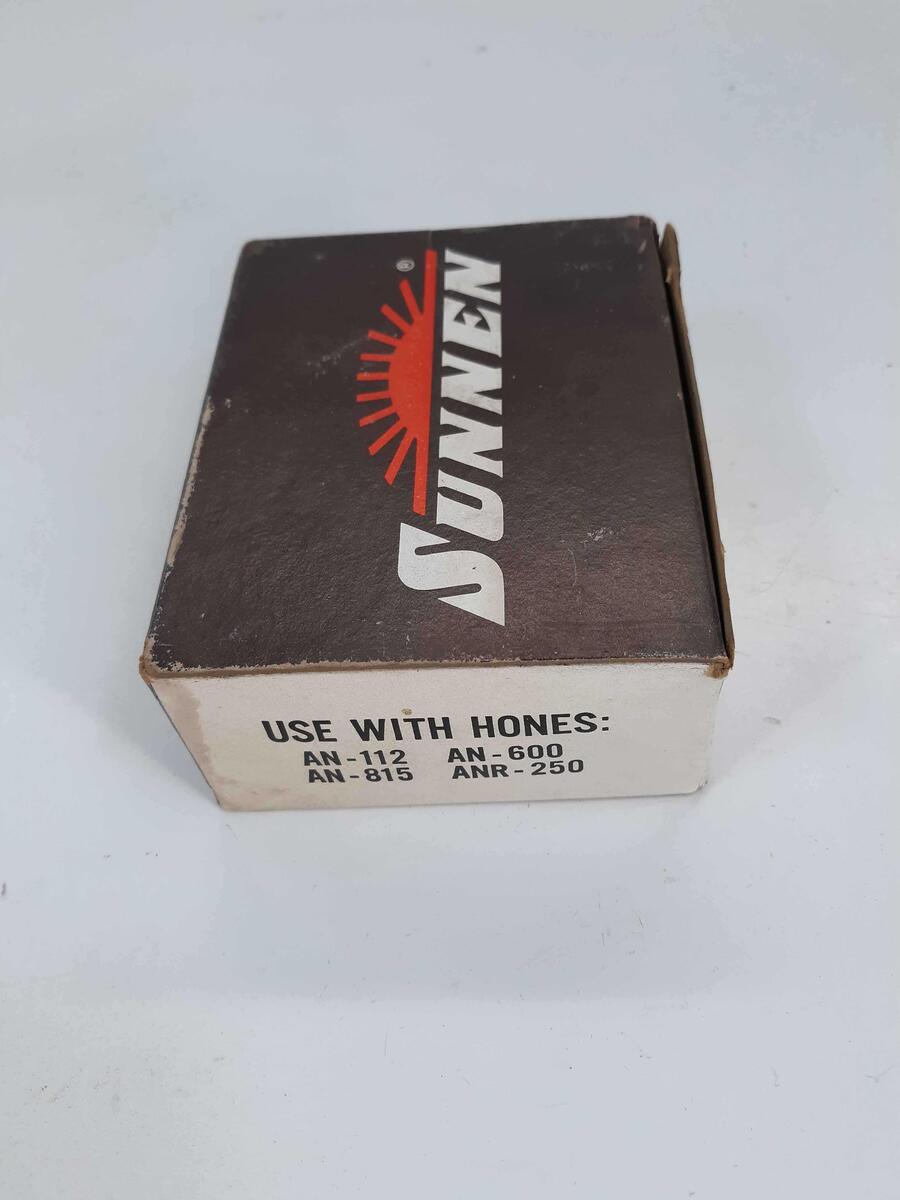 SUNNEN
®
USE WITH HONES:
AN-112 AN-600
AN-815 ANR-250